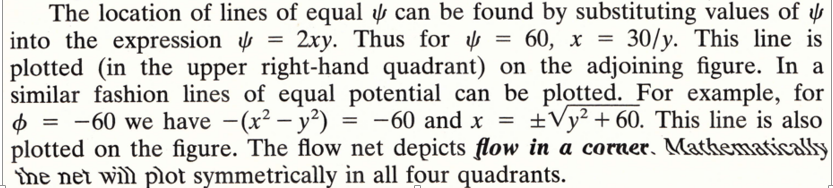 The location of lines of equal ψ can be found by substituting values of ψ
into the expression ψ = 2xy. Thus for ψ = 60, x = 30/y. This line is
plotted (in the upper right-hand quadrant) on the adjoining figure. In a
similar fashion lines of equal potential can be plotted. For example, for
ϕ = −60 we have −(x² − y²) = −60 and x = ±√y² + 60. This line is also
plotted on the figure. The flow net depicts flow in a corner. Mathematically
the net will plot symmetrically in all four quadrants.